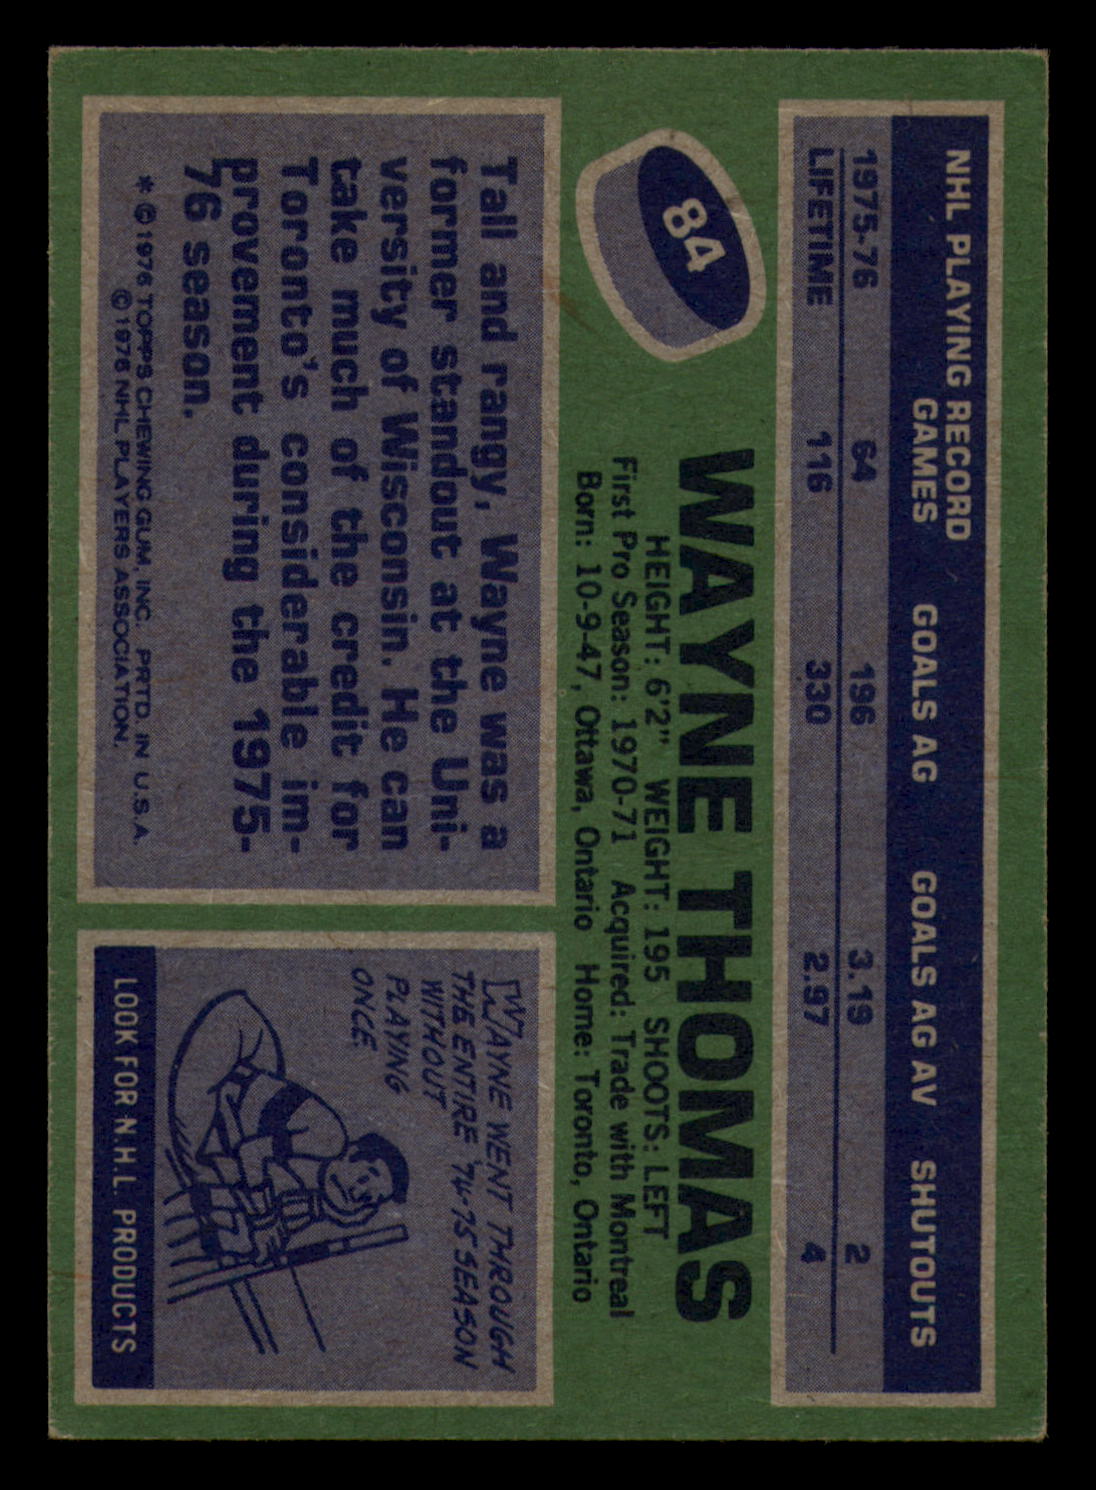 NHL PLAYING RECORD
GAMES GOALS AG GOALS AG AV SHUTOUTS
1975-76 64 196 3.19 2
LIFETIME 116 330 2.97 4
84
WAYNE THOMAS
HEIGHT: 6'2" WEIGHT: 195 SHOOTS: LEFT
First Pro Season: 1970-71 Acquired: Trade with Montreal
Born: 10-9-47, Ottawa, Ontario Home: Toronto, Ontario
Tall and rangy, Wayne was a
former standout at the Uni-
versity of Wisconsin. He can
take much of the credit for
Toronto's considerable im-
provement during the 1975-
76 season.
* © 1976 TOPPS CHEWING GUM, INC. PRTD. IN U.S.A.
© 1976 NHL PLAYERS ASSOCIATION.
WAYNE WENT THROUGH
THE ENTIRE '74-75 SEASON
WITHOUT
PLAYING
ONCE
LOOK FOR N.H.L. PRODUCTS